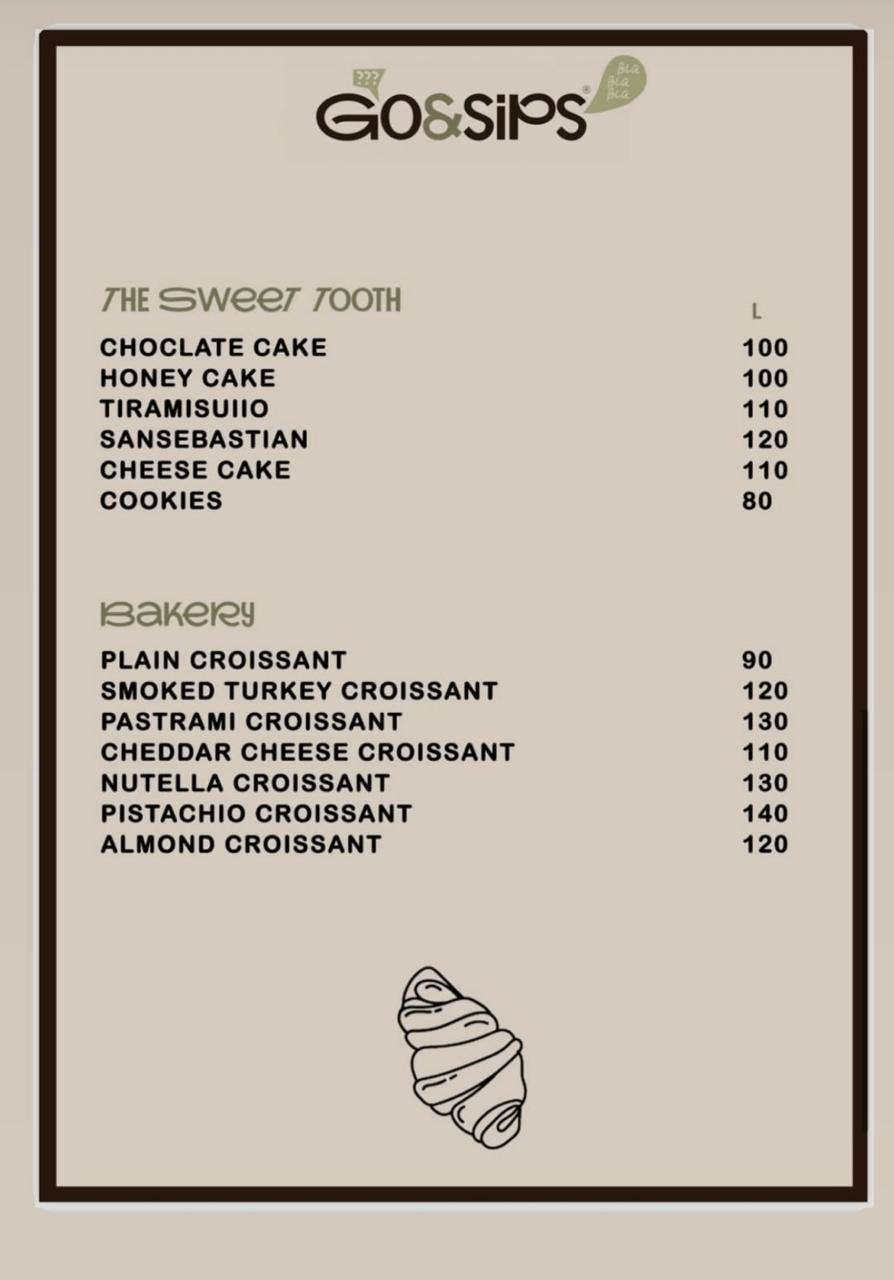 ???
GO&SiPS®
Bla
Bla
Bla
THE SWeeT TOOTH
L
CHOCLATE CAKE 100
HONEY CAKE 100
TIRAMISUIIO 110
SANSEBASTIAN 120
CHEESE CAKE 110
COOKIES 80
BAKERY
PLAIN CROISSANT 90
SMOKED TURKEY CROISSANT 120
PASTRAMI CROISSANT 130
CHEDDAR CHEESE CROISSANT 110
NUTELLA CROISSANT 130
PISTACHIO CROISSANT 140
ALMOND CROISSANT 120